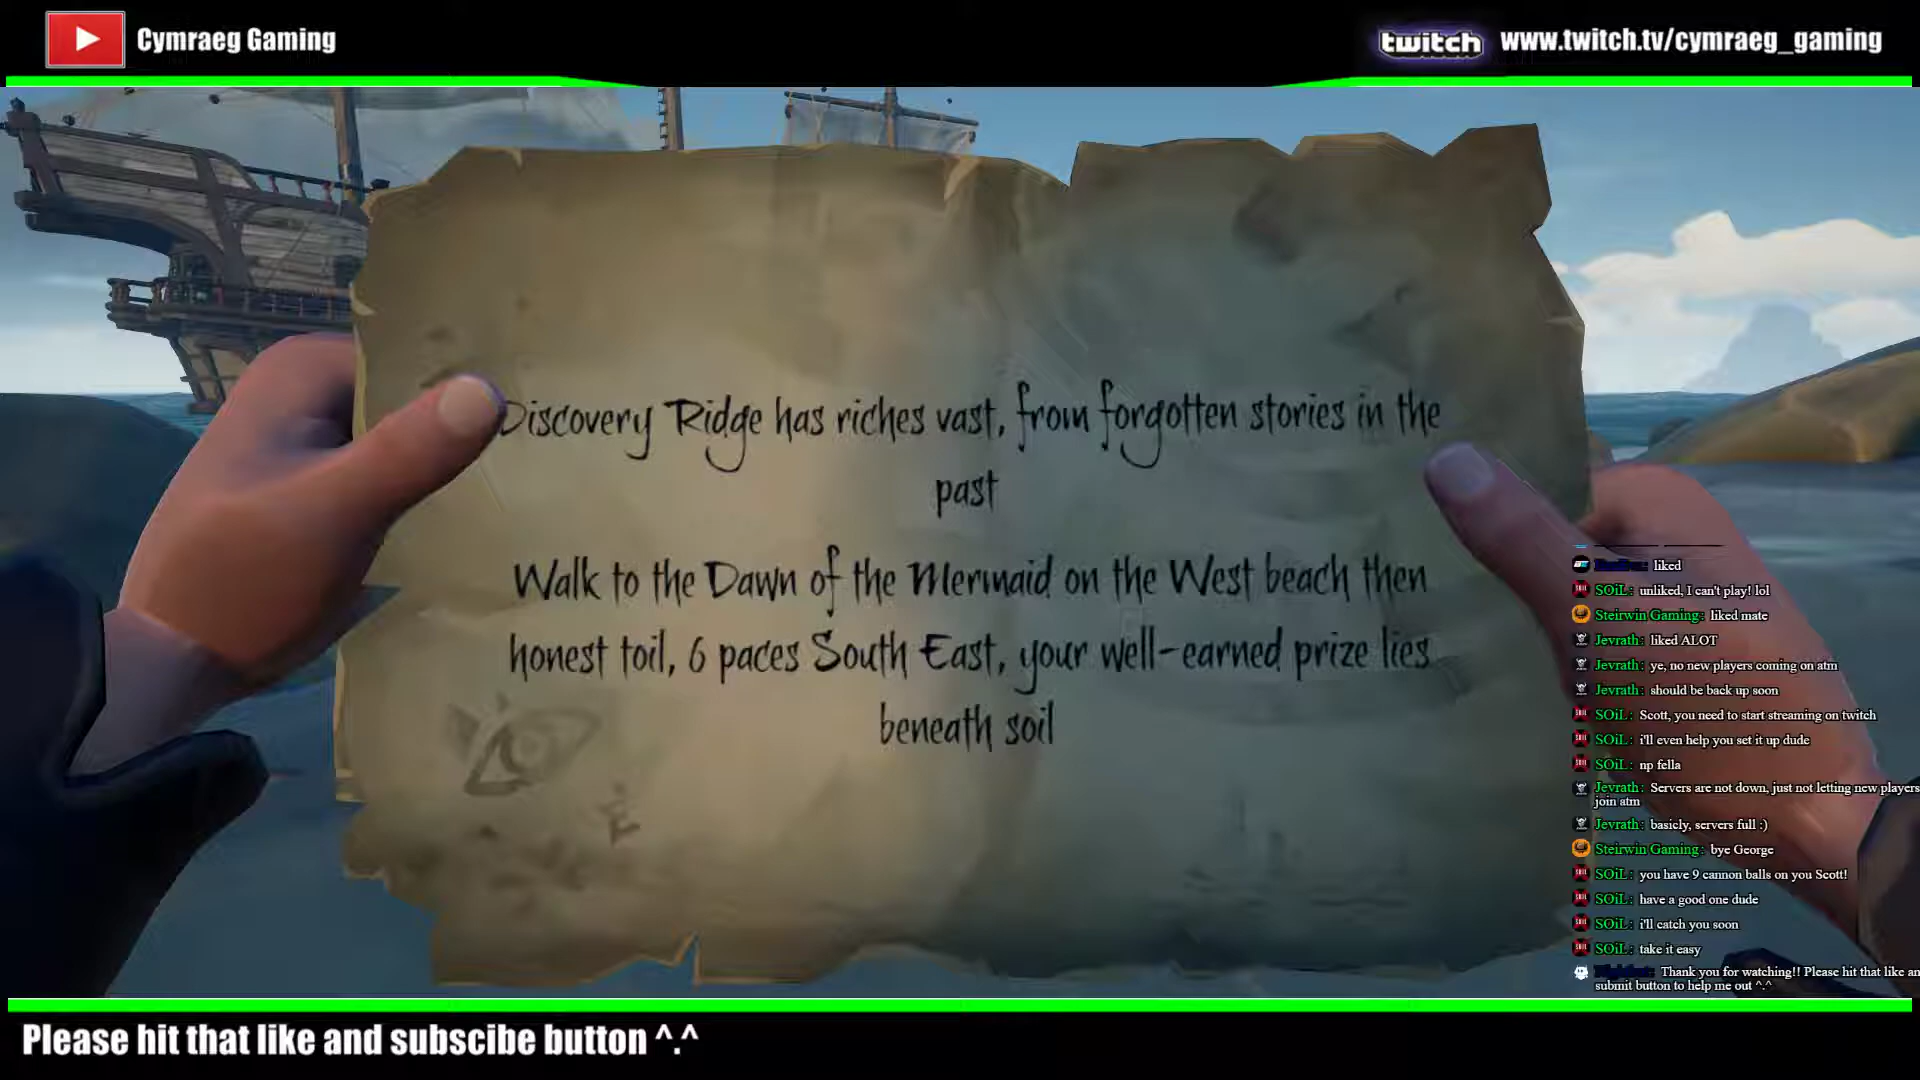 Cymraeg Gaming
twitch
www.twitch.tv/cymraeg_gaming
Discovery Ridge has riches vast, from forgotten stories in the
past
Walk to the Dawn of the Mermaid on the West beach then
honest toil, 6 paces South East, your well-earned prize lies
beneath soil
liked
SOiL: unliked, I can't play! lol
Steirwin Gaming: liked mate
Jevrath: liked ALOT
Jevrath: ye, no new players coming on atm
Jevrath: should be back up soon
SOiL: Scott, you need to start streaming on twitch
SOiL: i'll even help you set it up dude
SOiL: np fella
Jevrath: Servers are not down, just not letting new players
join atm
Jevrath: basicly, servers full :)
Steirwin Gaming: bye George
SOiL: you have 9 cannon balls on you Scott!
SOiL: have a good one dude
SOiL: i'll catch you soon
SOiL: take it easy
Thank you for watching!! Please hit that like an
submit button to help me out ^.^
Please hit that like and subscibe button ^.^